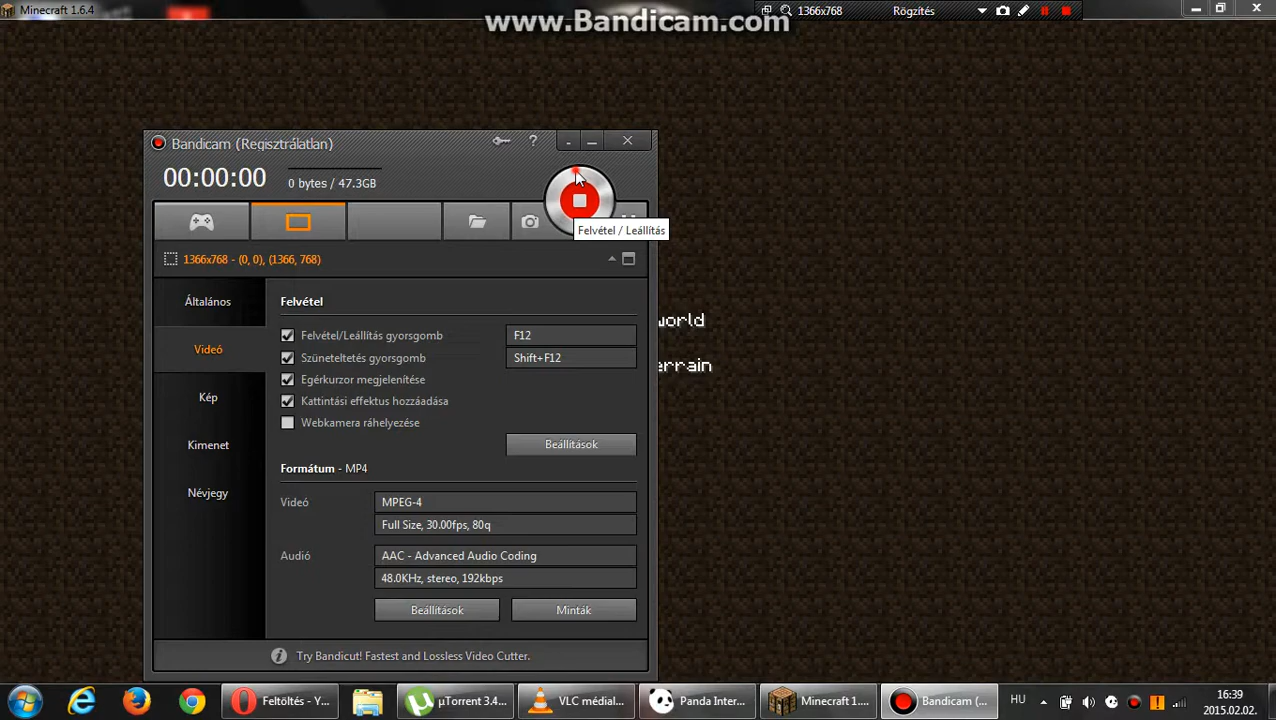 Minecraft 1.6.4
1366x768
Rögzítés
www.Bandicam.com
Bandicam (Regisztrálatlan)
?
00:00:00
0 bytes / 47.3GB
Felvétel / Leállítás
1366x768 - (0, 0), (1366, 768)
Általános
Videó
Kép
Kimenet
Névjegy
Felvétel
Felvétel/Leállítás gyorsgomb
F12
Szüneteltetés gyorsgomb
Shift+F12
Egérkurzor megjelenítése
Kattintási effektus hozzáadása
Webkamera ráhelyezése
Beállítások
Formátum - MP4
Videó
MPEG-4
Full Size, 30.00fps, 80q
Audió
AAC - Advanced Audio Coding
48.0KHz, stereo, 192kbps
Beállítások
Minták
Try Bandicut! Fastest and Lossless Video Cutter.
world
errain
Feltöltés - Y...
µTorrent 3.4...
VLC médial...
Panda Inter...
Minecraft 1....
Bandicam (...
HU
16:39
2015.02.02.